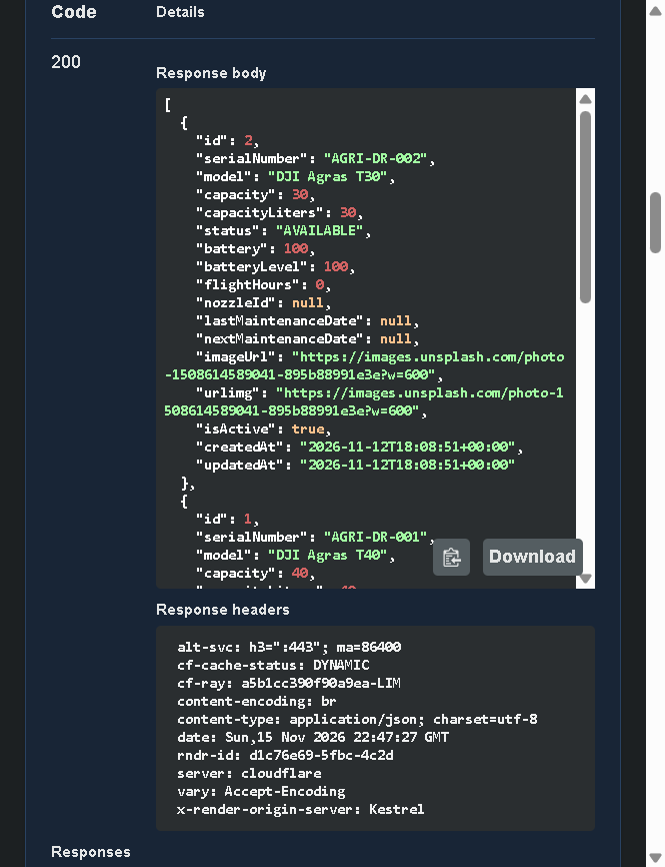 Code Details
200
Response body
[
  {
    "id": 2,
    "serialNumber": "AGRI-DR-002",
    "model": "DJI Agras T30",
    "capacity": 30,
    "capacityLiters": 30,
    "status": "AVAILABLE",
    "battery": 100,
    "batteryLevel": 100,
    "flightHours": 0,
    "nozzleId": null,
    "lastMaintenanceDate": null,
    "nextMaintenanceDate": null,
    "imageUrl": "https://images.unsplash.com/photo
-1508614589041-895b88991e3e?w=600",
    "urlimg": "https://images.unsplash.com/photo-1
508614589041-895b88991e3e?w=600",
    "isActive": true,
    "createdAt": "2026-11-12T18:08:51+00:00",
    "updatedAt": "2026-11-12T18:08:51+00:00"
  },
  {
    "id": 1,
    "serialNumber": "AGRI-DR-001",
    "model": "DJI Agras T40",
    "capacity": 40,
Download
Response headers
alt-svc: h3=":443"; ma=86400
cf-cache-status: DYNAMIC
cf-ray: a5b1cc390f90a9ea-LIM
content-encoding: br
content-type: application/json; charset=utf-8
date: Sun,15 Nov 2026 22:47:27 GMT
rndr-id: d1c76e69-5fbc-4c2d
server: cloudflare
vary: Accept-Encoding
x-render-origin-server: Kestrel
Responses